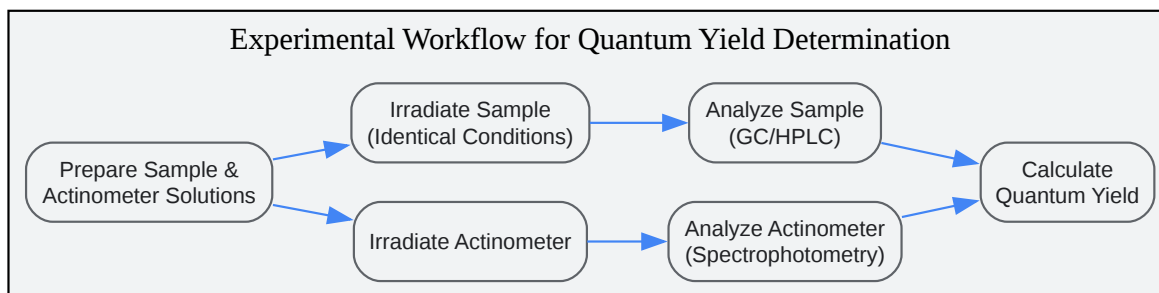 Experimental Workflow for Quantum Yield Determination
Prepare Sample &
Actinometer Solutions
Irradiate Sample
(Identical Conditions)
Analyze Sample
(GC/HPLC)
Irradiate Actinometer
Analyze Actinometer
(Spectrophotometry)
Calculate
Quantum Yield